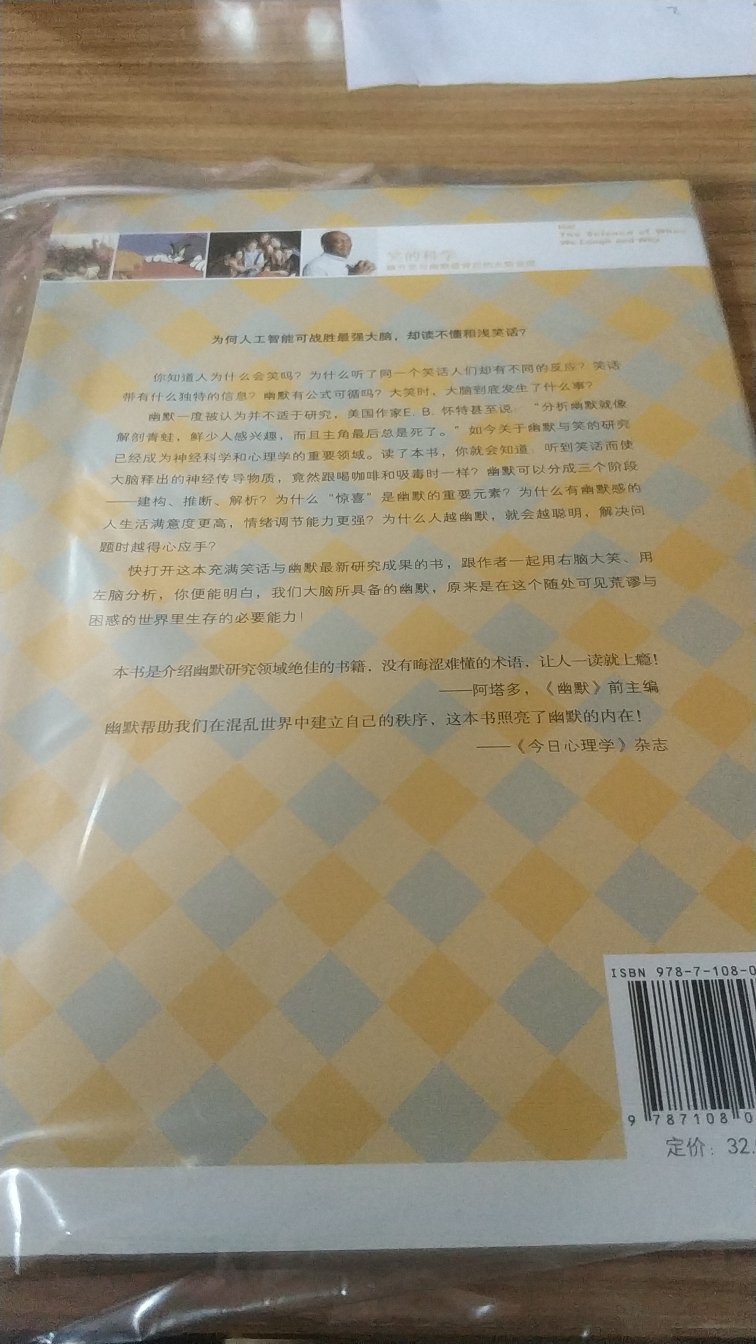 笑的科学
Ha!
The Science of When
We Laugh and Why
为何人工智能可战胜最强大脑，却读不懂粗浅笑话？
你知道人为什么会笑吗？为什么听了同一个笑话人们却有不同的反应？笑话
带有什么独特的信息？幽默有公式可循吗？大笑时，大脑到底发生了什么事？
幽默一度被认为并不适于研究，美国作家E. B. 怀特甚至说：“分析幽默就像
解剖青蛙，鲜少人感兴趣，而且主角最后总是死了。”如今关于幽默与笑的研究
已经成为神经科学和心理学的重要领域。读了本书，你就会知道：听到笑话而使
大脑释出的神经传导物质，竟然跟喝咖啡和吸毒时一样？幽默可以分成三个阶段
——建构、推断、解析？为什么“惊喜”是幽默的重要元素？为什么有幽默感的
人生活满意度更高，情绪调节能力更强？为什么人越幽默，就会越聪明，解决问
题时越得心应手？
快打开这本充满笑话与幽默最新研究成果的书，跟作者一起用右脑大笑、用
左脑分析，你便能明白，我们大脑所具备的幽默，原来是在这个随处可见荒谬与
困惑的世界里生存的必要能力！
本书是介绍幽默研究领域绝佳的书籍，没有晦涩难懂的术语，让人一读就上瘾！
——阿塔多，《幽默》前主编
幽默帮助我们在混乱世界中建立自己的秩序，这本书照亮了幽默的内在！
——《今日心理学》杂志
ISBN 978-7-108-0
9 787108 0
定价：32.